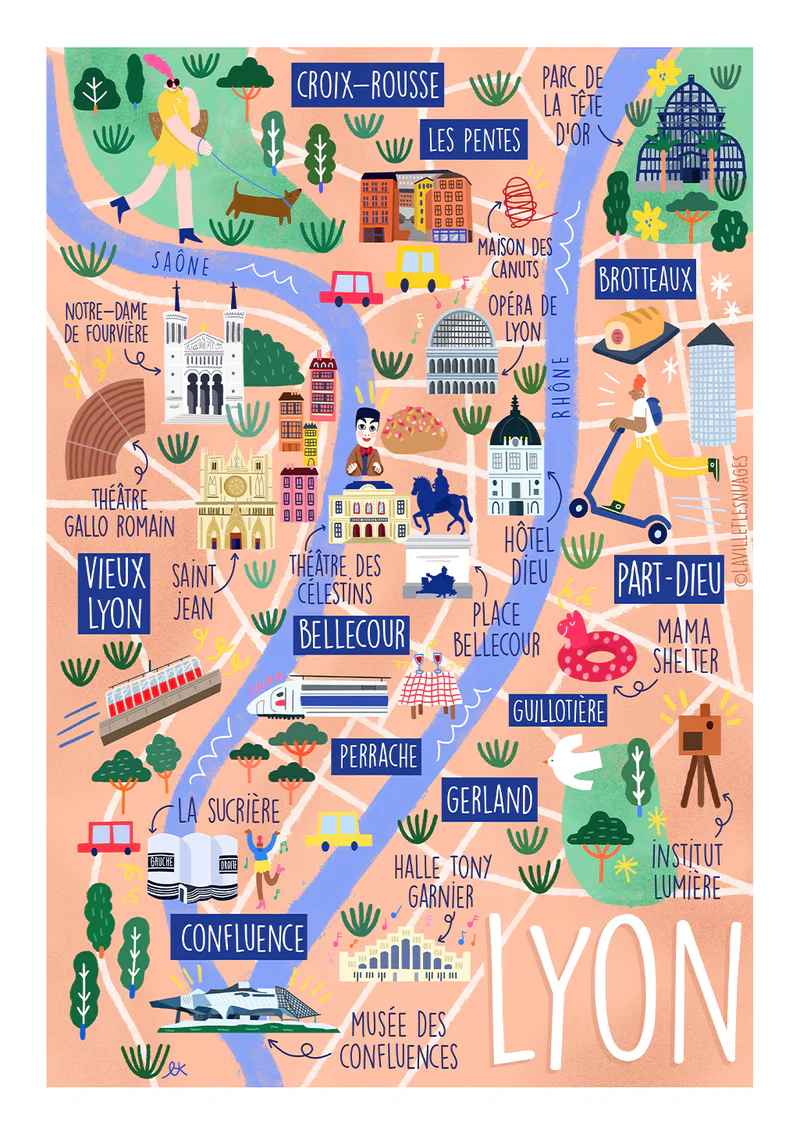 CROIX-ROUSSE
PARC DE
LA TÊTE
D'OR
LES PENTES
MAISON DES
CANUTS
SAÔNE
BROTTEAUX
NOTRE-DAME
DE FOURVIÈRE
OPÉRA DE
LYON
RHÔNE
THÉÂTRE
GALLO ROMAIN
©LAVILLETLESNUAGES
HÔTEL
DIEU
VIEUX
LYON
SAINT
JEAN
THÉÂTRE DES
CÉLESTINS
PLACE
BELLECOUR
PART-DIEU
BELLECOUR
MAMA
SHELTER
GUILLOTIÈRE
PERRACHE
GERLAND
LA SUCRIÈRE
GAUCHE
DROITE
HALLE TONY
GARNIER
INSTITUT
LUMIÈRE
CONFLUENCE
LYON
MUSÉE DES
CONFLUENCES